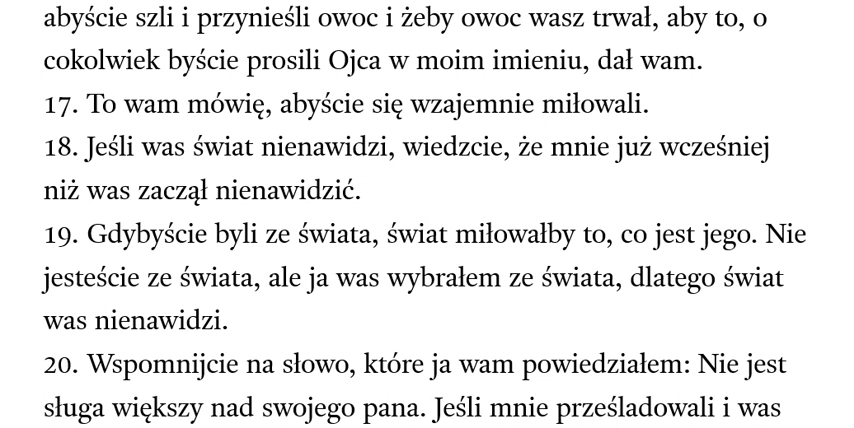 abyście szli i przynieśli owoc i żeby owoc wasz trwał, aby to, o
cokolwiek byście prosili Ojca w moim imieniu, dał wam.
17. To wam mówię, abyście się wzajemnie miłowali.
18. Jeśli was świat nienawidzi, wiedzcie, że mnie już wcześniej
niż was zaczął nienawidzić.
19. Gdybyście byli ze świata, świat miłowałby to, co jest jego. Nie
jesteście ze świata, ale ja was wybrałem ze świata, dlatego świat
was nienawidzi.
20. Wspomnijcie na słowo, które ja wam powiedziałem: Nie jest
sługa większy nad swojego pana. Jeśli mnie prześladowali i was